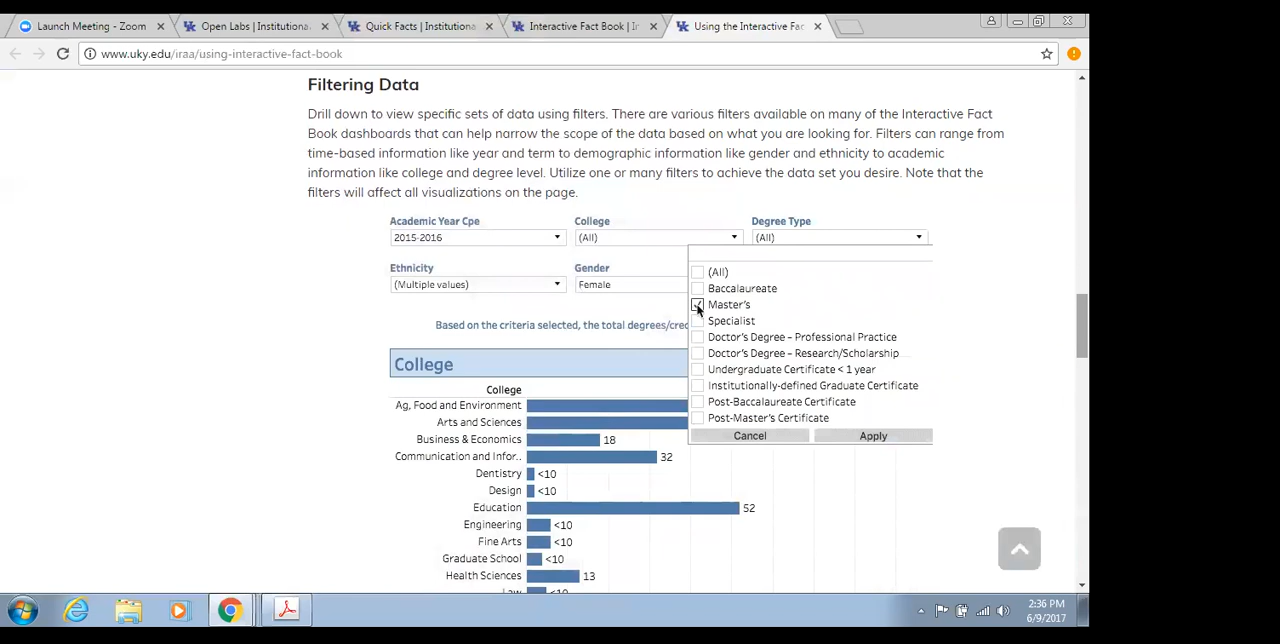 Launch Meeting - Zoom
Open Labs | Institutiona
Quick Facts | Institutiona
Interactive Fact Book | Ir
Using the Interactive Fac
www.uky.edu/iraa/using-interactive-fact-book
Filtering Data
Drill down to view specific sets of data using filters. There are various filters available on many of the Interactive Fact
Book dashboards that can help narrow the scope of the data based on what you are looking for. Filters can range from
time-based information like year and term to demographic information like gender and ethnicity to academic
information like college and degree level. Utilize one or many filters to achieve the data set you desire. Note that the
filters will affect all visualizations on the page.
Academic Year Cpe
College
Degree Type
2015-2016
(All)
(All)
Ethnicity
Gender
(Multiple values)
Female
(All)
Baccalaureate
Master's
Specialist
Doctor's Degree – Professional Practice
Doctor's Degree – Research/Scholarship
Undergraduate Certificate < 1 year
Institutionally-defined Graduate Certificate
Post-Baccalaureate Certificate
Post-Master's Certificate
Cancel
Apply
Based on the criteria selected, the total degrees/cred
College
College
Ag, Food and Environment
Arts and Sciences
Business & Economics 18
Communication and Infor.. 32
Dentistry <10
Design <10
Education 52
Engineering <10
Fine Arts <10
Graduate School <10
Health Sciences 13
Law <10
2:36 PM
6/9/2017